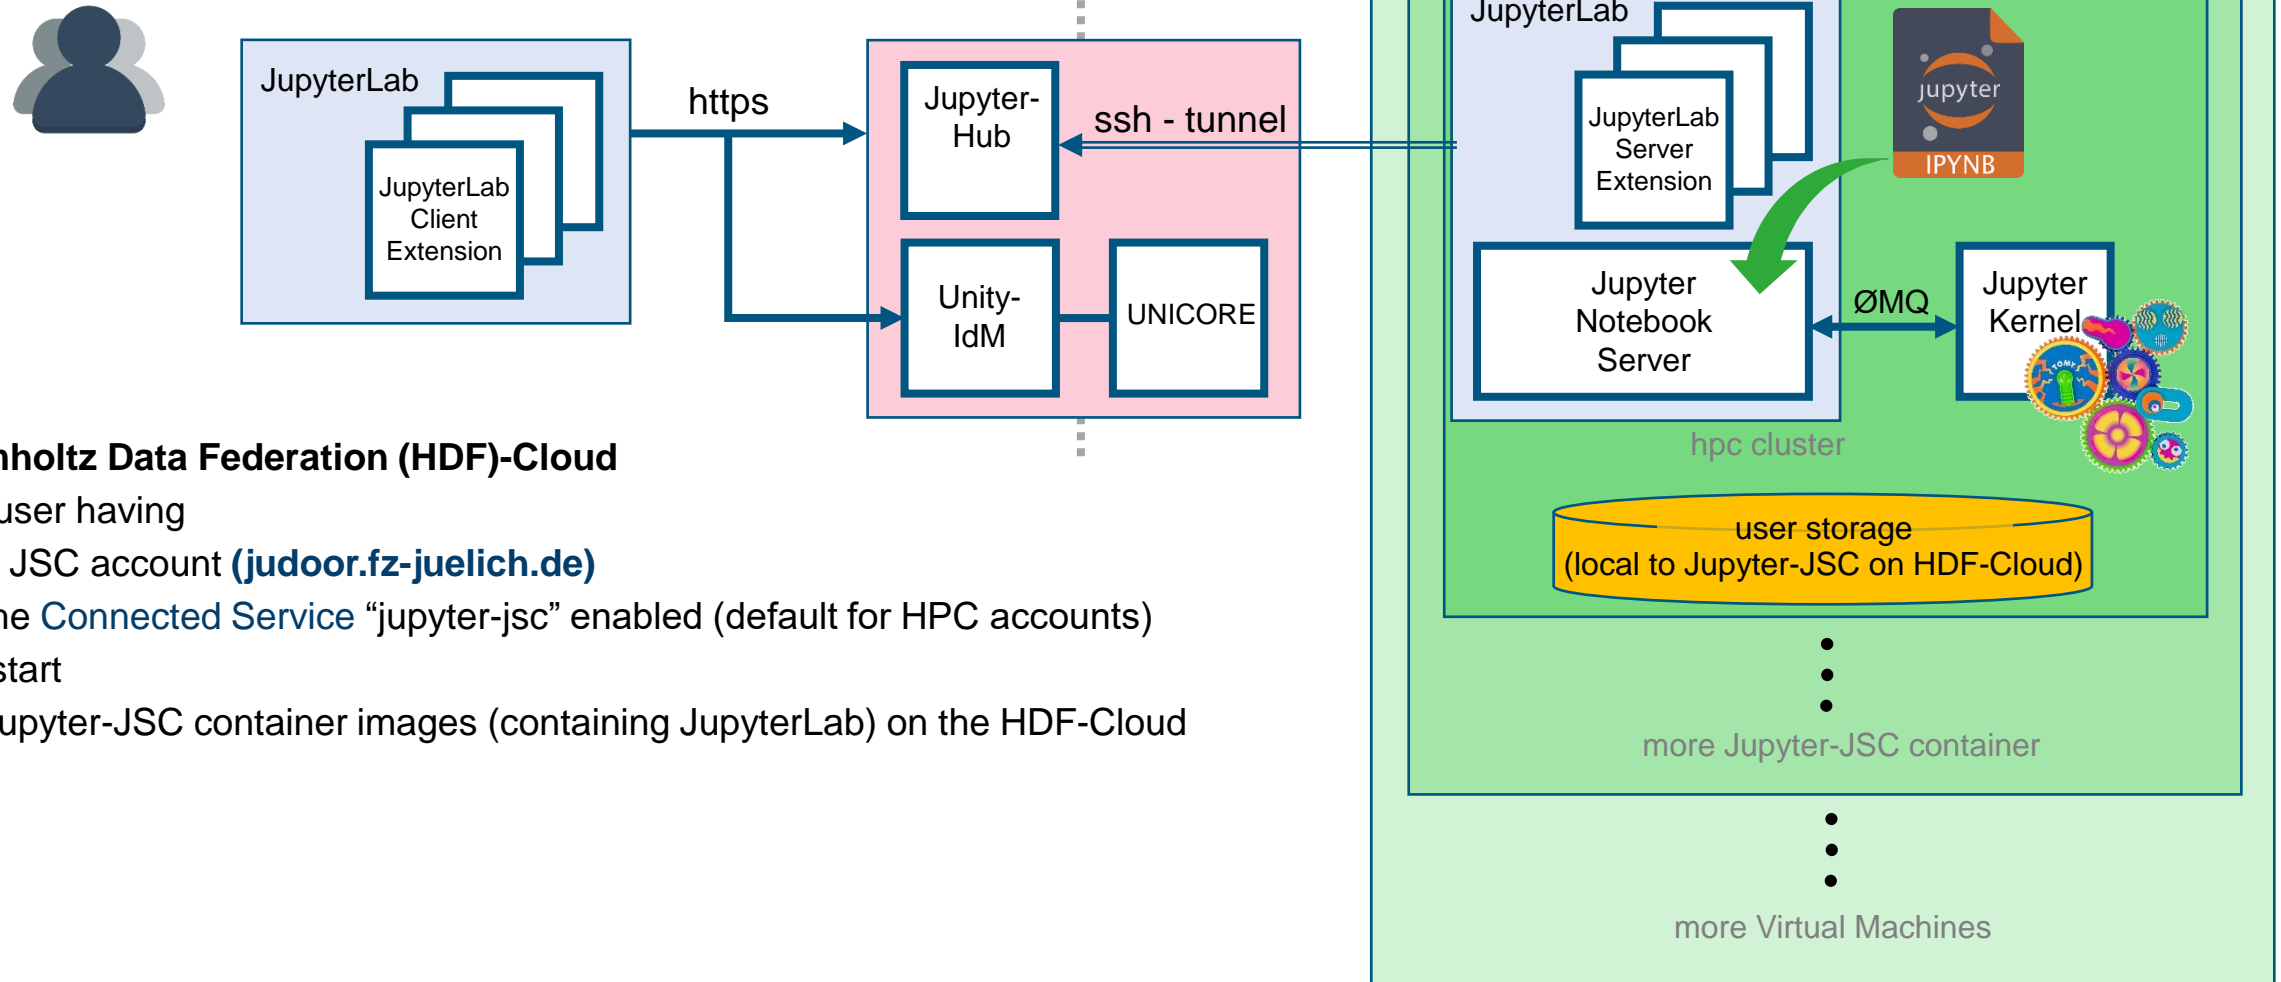 JupyterLab
JupyterLab
Client
Extension
https
Jupyter-
Hub
ssh - tunnel
Unity-
IdM
UNICORE
JupyterLab
JupyterLab
Server
Extension
jupyter
IPYNB
Jupyter
Notebook
Server
ØMQ
Jupyter
Kernel
TOMY
hpc cluster
user storage
(local to Jupyter-JSC on HDF-Cloud)
more Jupyter-JSC container
more Virtual Machines
nholtz Data Federation (HDF)-Cloud
user having
JSC account (judoor.fz-juelich.de)
he Connected Service “jupyter-jsc” enabled (default for HPC accounts)
start
upyter-JSC container images (containing JupyterLab) on the HDF-Cloud